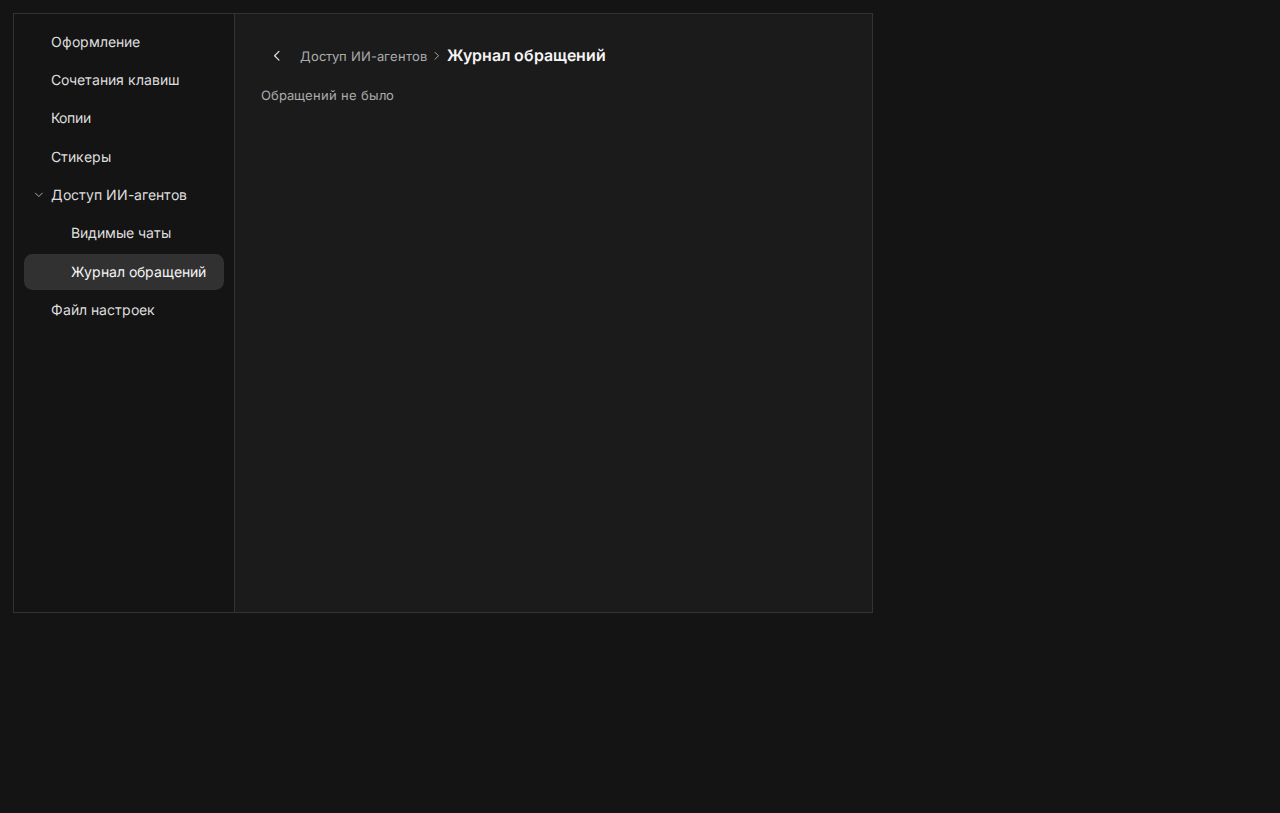 Оформление
Сочетания клавиш
Копии
Стикеры
Доступ ИИ-агентов
Видимые чаты
Журнал обращений
Файл настроек
Доступ ИИ-агентов > Журнал обращений
Обращений не было